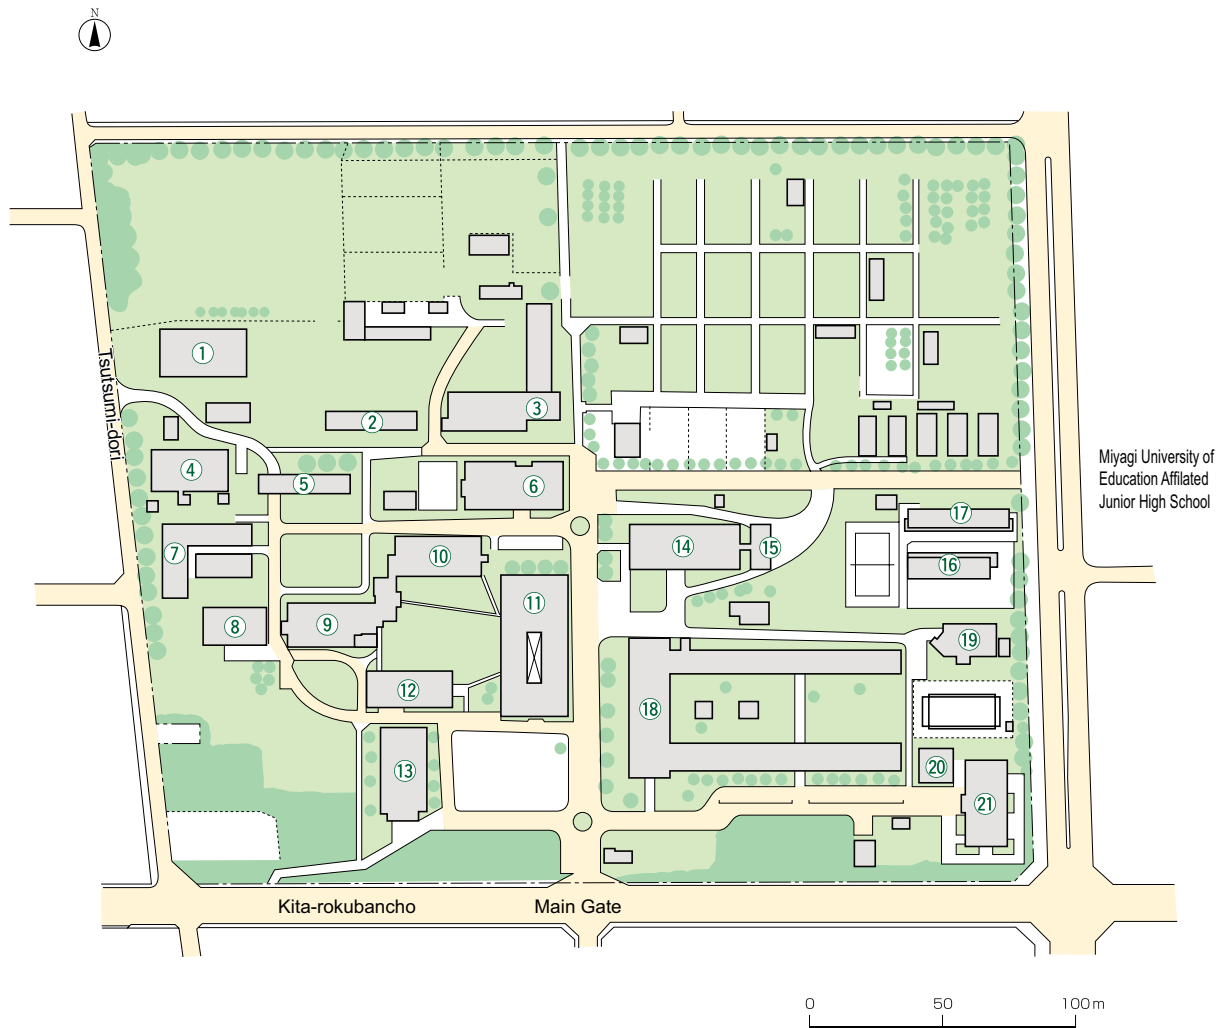 N
1
2
3
4
5
6
7
8
9
10
11
12
13
14
15
16
17
18
19
20
21
Tsutsumi-dori
Miyagi University of
Education Affilated
Junior High School
Kita-rokubancho
Main Gate
0 50 100m